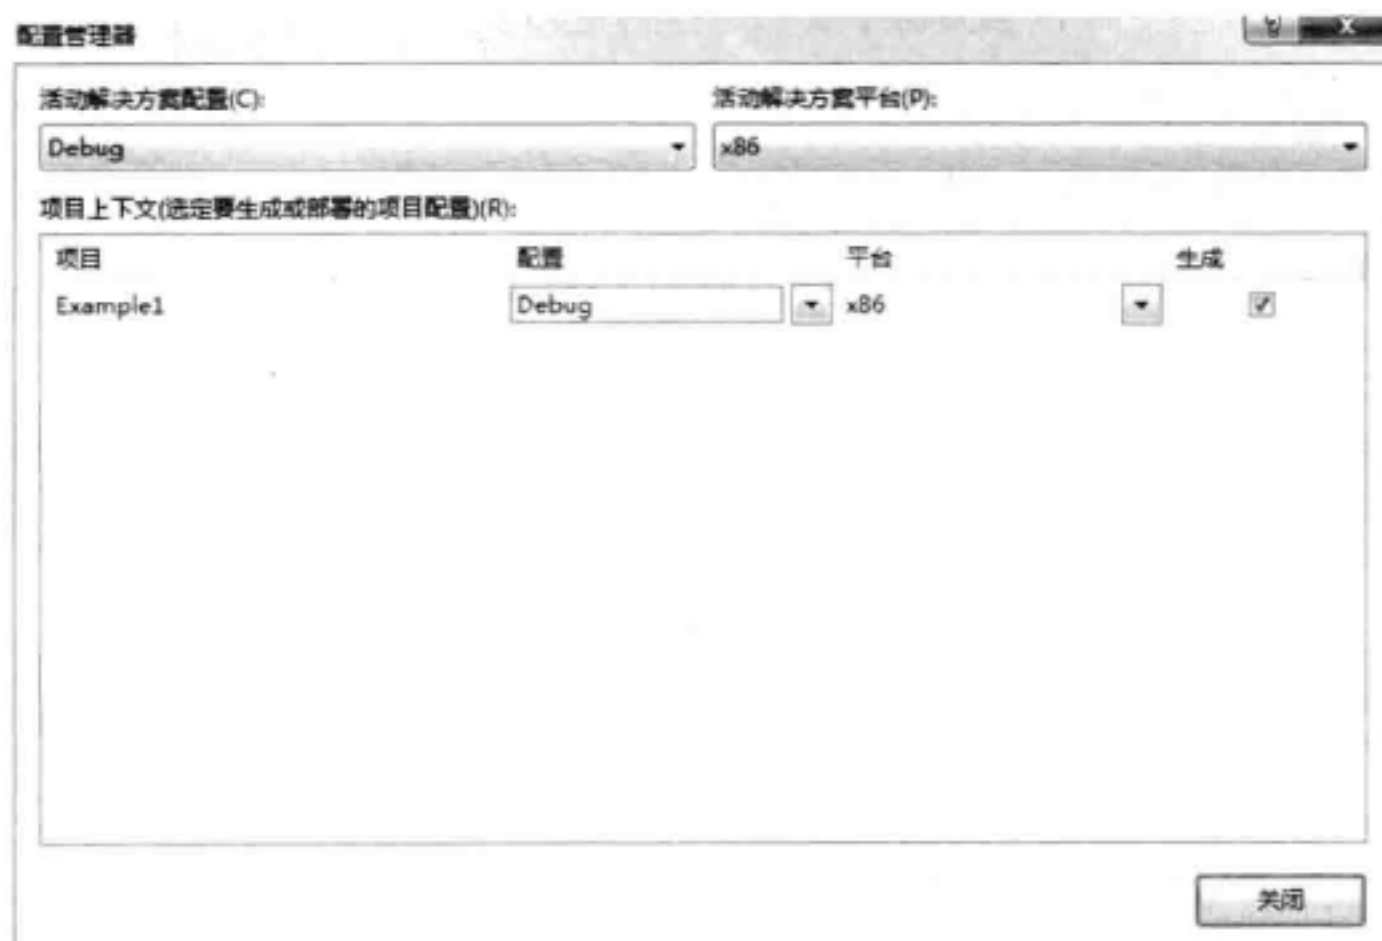 配置管理器
活动解决方案配置(C): 活动解决方案平台(P):
Debug x86
项目上下文(选定要生成或部署的项目配置)(R):
项目 配置 平台 生成
Example1 Debug x86
关闭